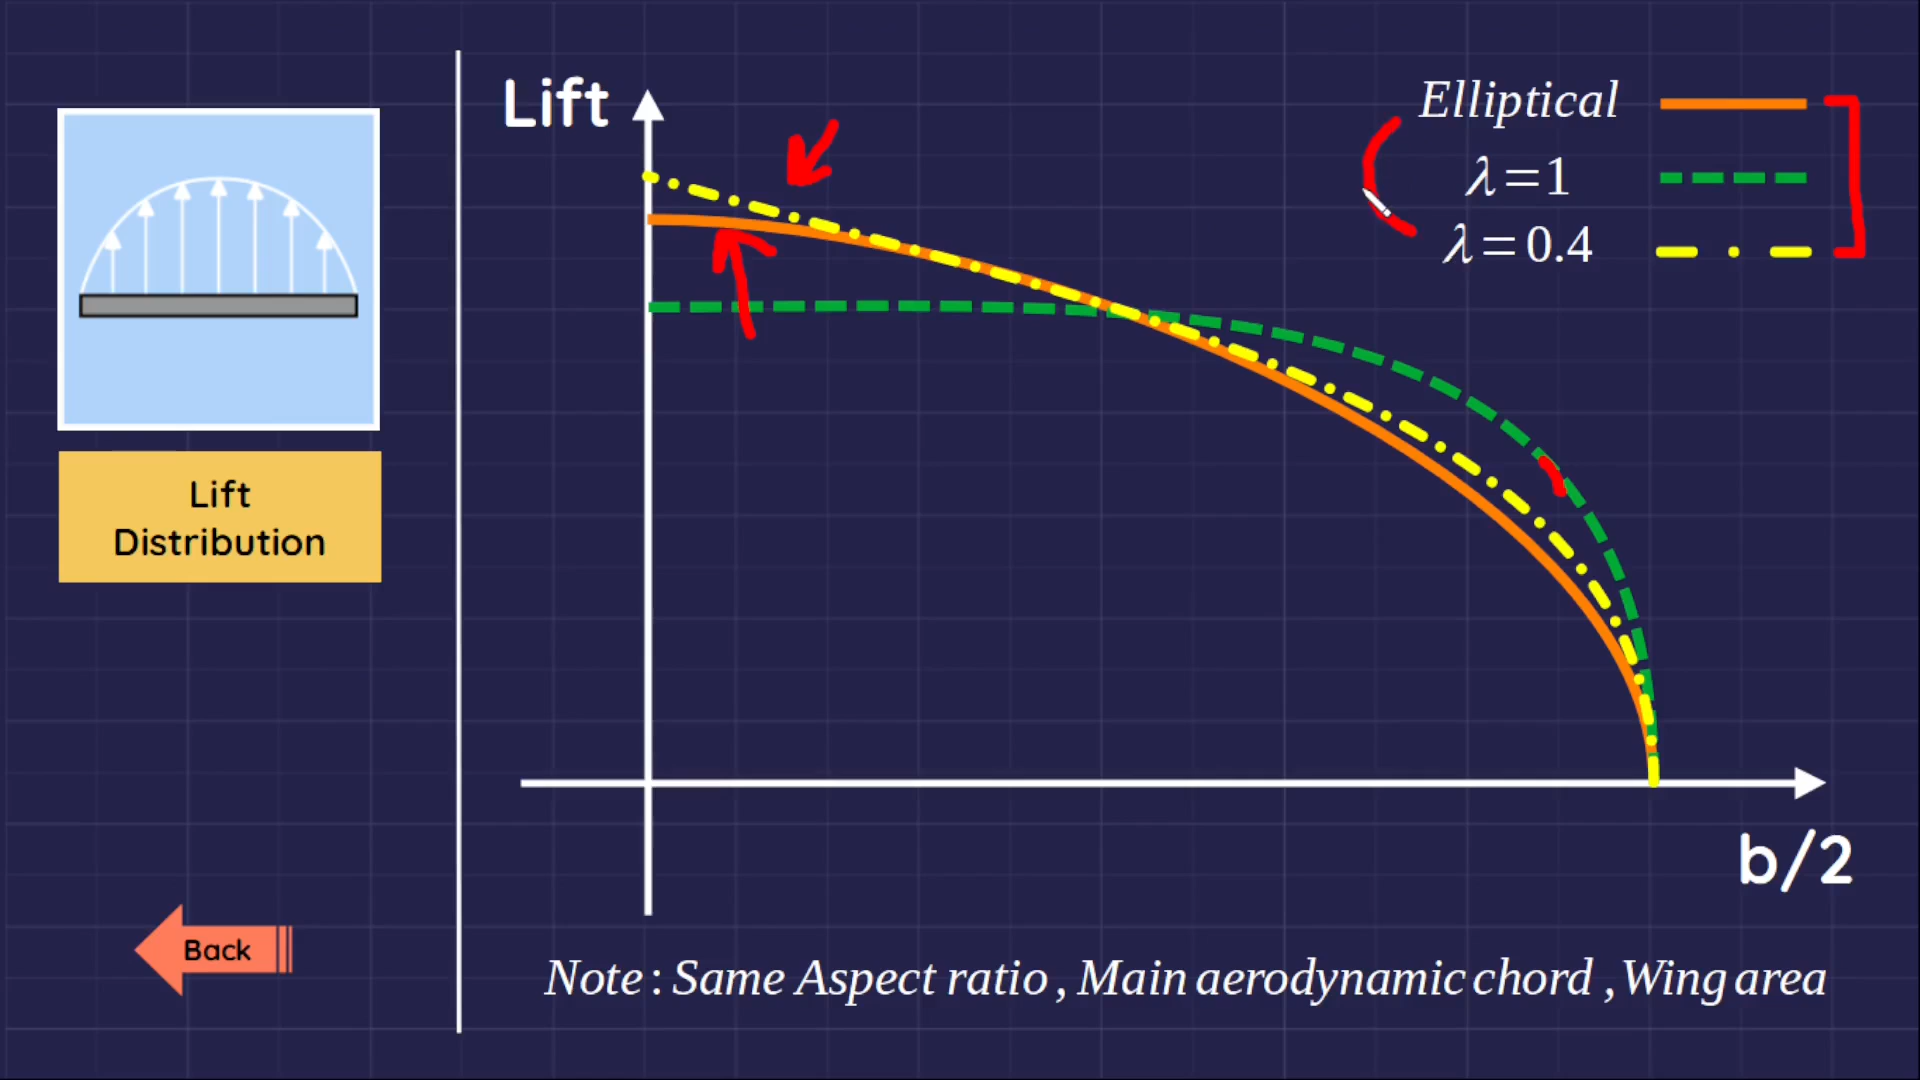 Lift
Elliptical
λ=1
λ=0.4
Lift
Distribution
b/2
Back
Note : Same Aspect ratio , Main aerodynamic chord , Wing area